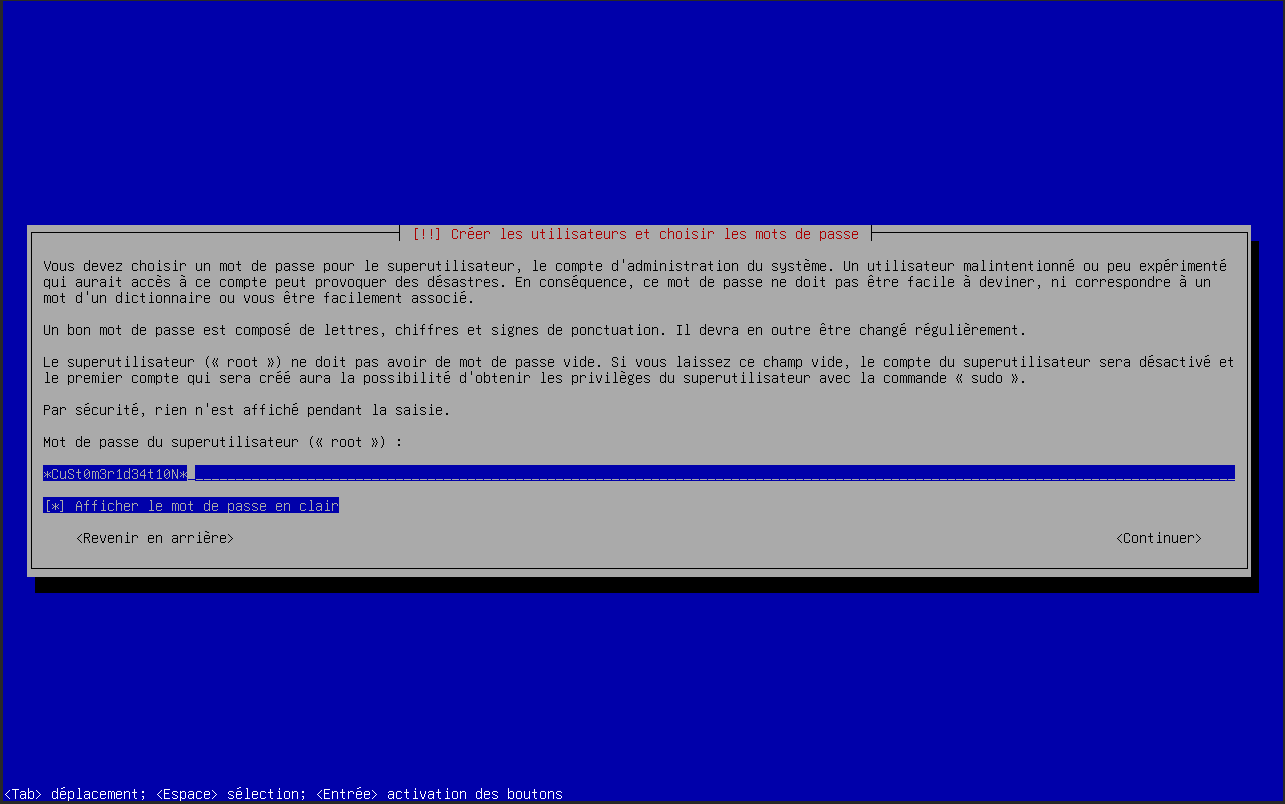 [!!] Créer les utilisateurs et choisir les mots de passe
Vous devez choisir un mot de passe pour le superutilisateur, le compte d'administration du système. Un utilisateur malintentionné ou peu expérimenté
qui aurait accès à ce compte peut provoquer des désastres. En conséquence, ce mot de passe ne doit pas être facile à deviner, ni correspondre à un
mot d'un dictionnaire ou vous être facilement associé.
Un bon mot de passe est composé de lettres, chiffres et signes de ponctuation. Il devra en outre être changé régulièrement.
Le superutilisateur (« root ») ne doit pas avoir de mot de passe vide. Si vous laissez ce champ vide, le compte du superutilisateur sera désactivé et
le premier compte qui sera créé aura la possibilité d'obtenir les privilèges du superutilisateur avec la commande « sudo ».
Par sécurité, rien n'est affiché pendant la saisie.
Mot de passe du superutilisateur (« root ») :
*CuSt0m3r1d34t10N*
[*] Afficher le mot de passe en clair
<Revenir en arrière> <Continuer>
<Tab> déplacement; <Espace> sélection; <Entrée> activation des boutons